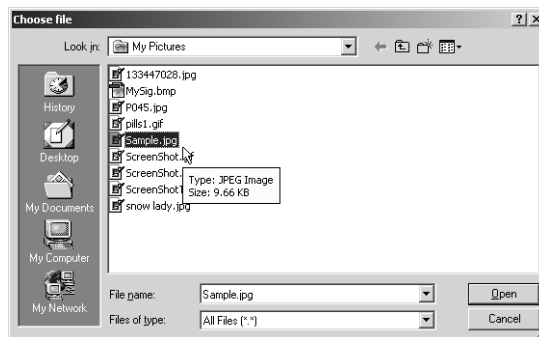 Choose file
Look in: My Pictures
History
Desktop
My Documents
My Computer
My Network
133447028.jpg
MySig.bmp
P045.jpg
pills1.gif
Sample.jpg
ScreenShot.
ScreenShot.
ScreenShot
snow lady.jpg
Type: JPEG Image
Size: 9.66 KB
File name: Sample.jpg
Open
Files of type: All Files (*.*)
Cancel